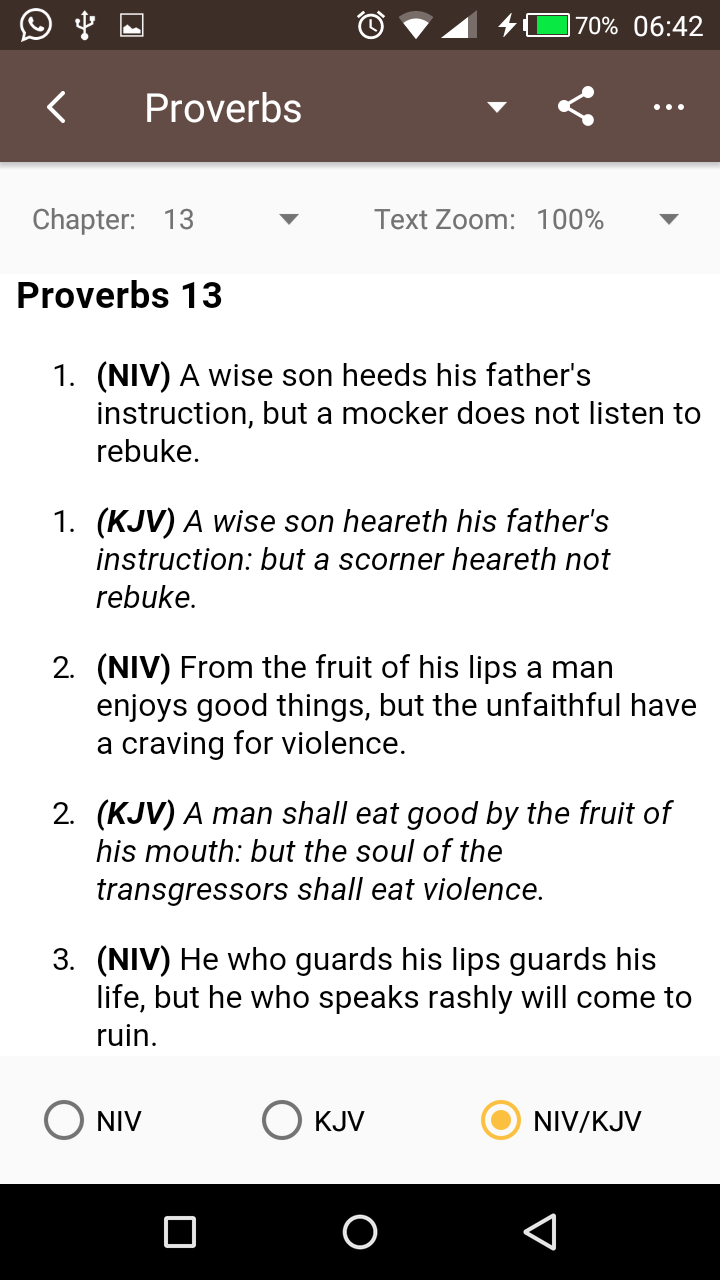 70% 06:42
Proverbs
Chapter: 13 Text Zoom: 100%
Proverbs 13
1. (NIV) A wise son heeds his father's
instruction, but a mocker does not listen to
rebuke.
1. (KJV) A wise son heareth his father's
instruction: but a scorner heareth not
rebuke.
2. (NIV) From the fruit of his lips a man
enjoys good things, but the unfaithful have
a craving for violence.
2. (KJV) A man shall eat good by the fruit of
his mouth: but the soul of the
transgressors shall eat violence.
3. (NIV) He who guards his lips guards his
life, but he who speaks rashly will come to
ruin.
NIV KJV NIV/KJV